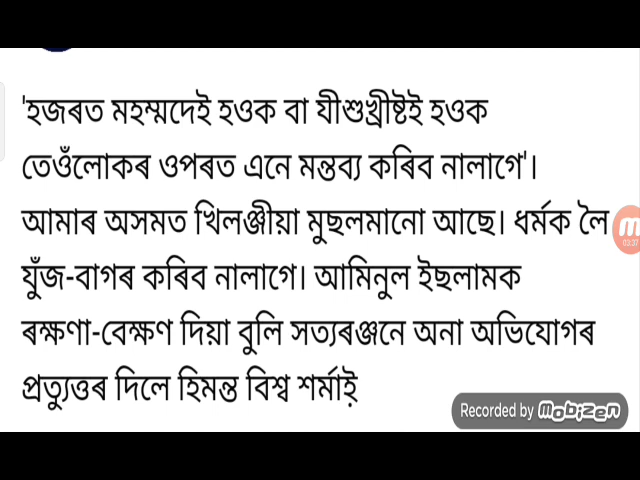 'হজৰত মহম্মদেই হওক বা যীশুখ্ৰীষ্টই হওক
তেওঁলোকৰ ওপৰত এনে মন্তব্য কৰিব নালাগে'।
আমাৰ অসমত খিলঞ্জীয়া মুছলমানো আছে। ধৰ্মক লৈ
যুঁজ-বাগৰ কৰিব নালাগে। আমিনুল ইছলামক
ৰক্ষণা-বেক্ষণ দিয়া বুলি সত্যৰঞ্জনে অনা অভিযোগৰ
প্ৰত্যুত্তৰ দিলে হিমন্ত বিশ্ব শৰ্মাই
03:37
Recorded by Mobizen